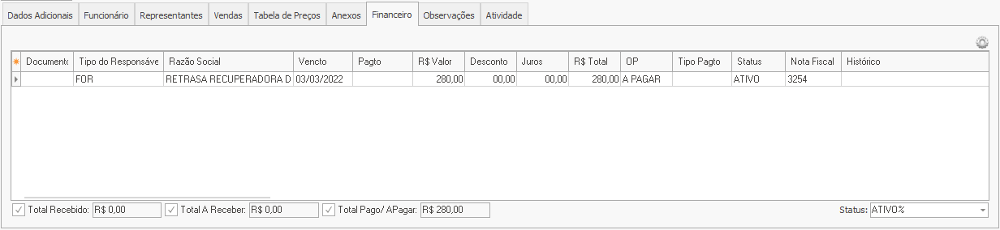 Dados Adicionais Funcionário Representantes Vendas Tabela de Preços Anexos Financeiro Observações Atividade
Documento Tipo do Responsáve Razão Social Vencto Pagto R$ Valor Desconto Juros R$ Total OP Tipo Pagto Status Nota Fiscal Histórico
FOR RETRASA RECUPERADORA D 03/03/2022 280,00 00,00 00,00 280,00 A PAGAR ATIVO 3254
Total Recebido: R$ 0,00 Total A Receber: R$ 0,00 Total Pago/ APagar: R$ 280,00 Status: ATIVO%